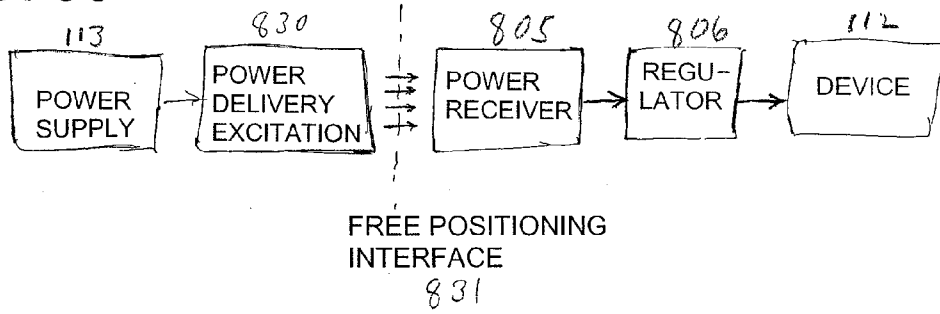 113
830
805
806
112
POWER
SUPPLY
POWER
DELIVERY
EXCITATION
POWER
RECEIVER
REGU-
LATOR
DEVICE
FREE POSITIONING
INTERFACE
831